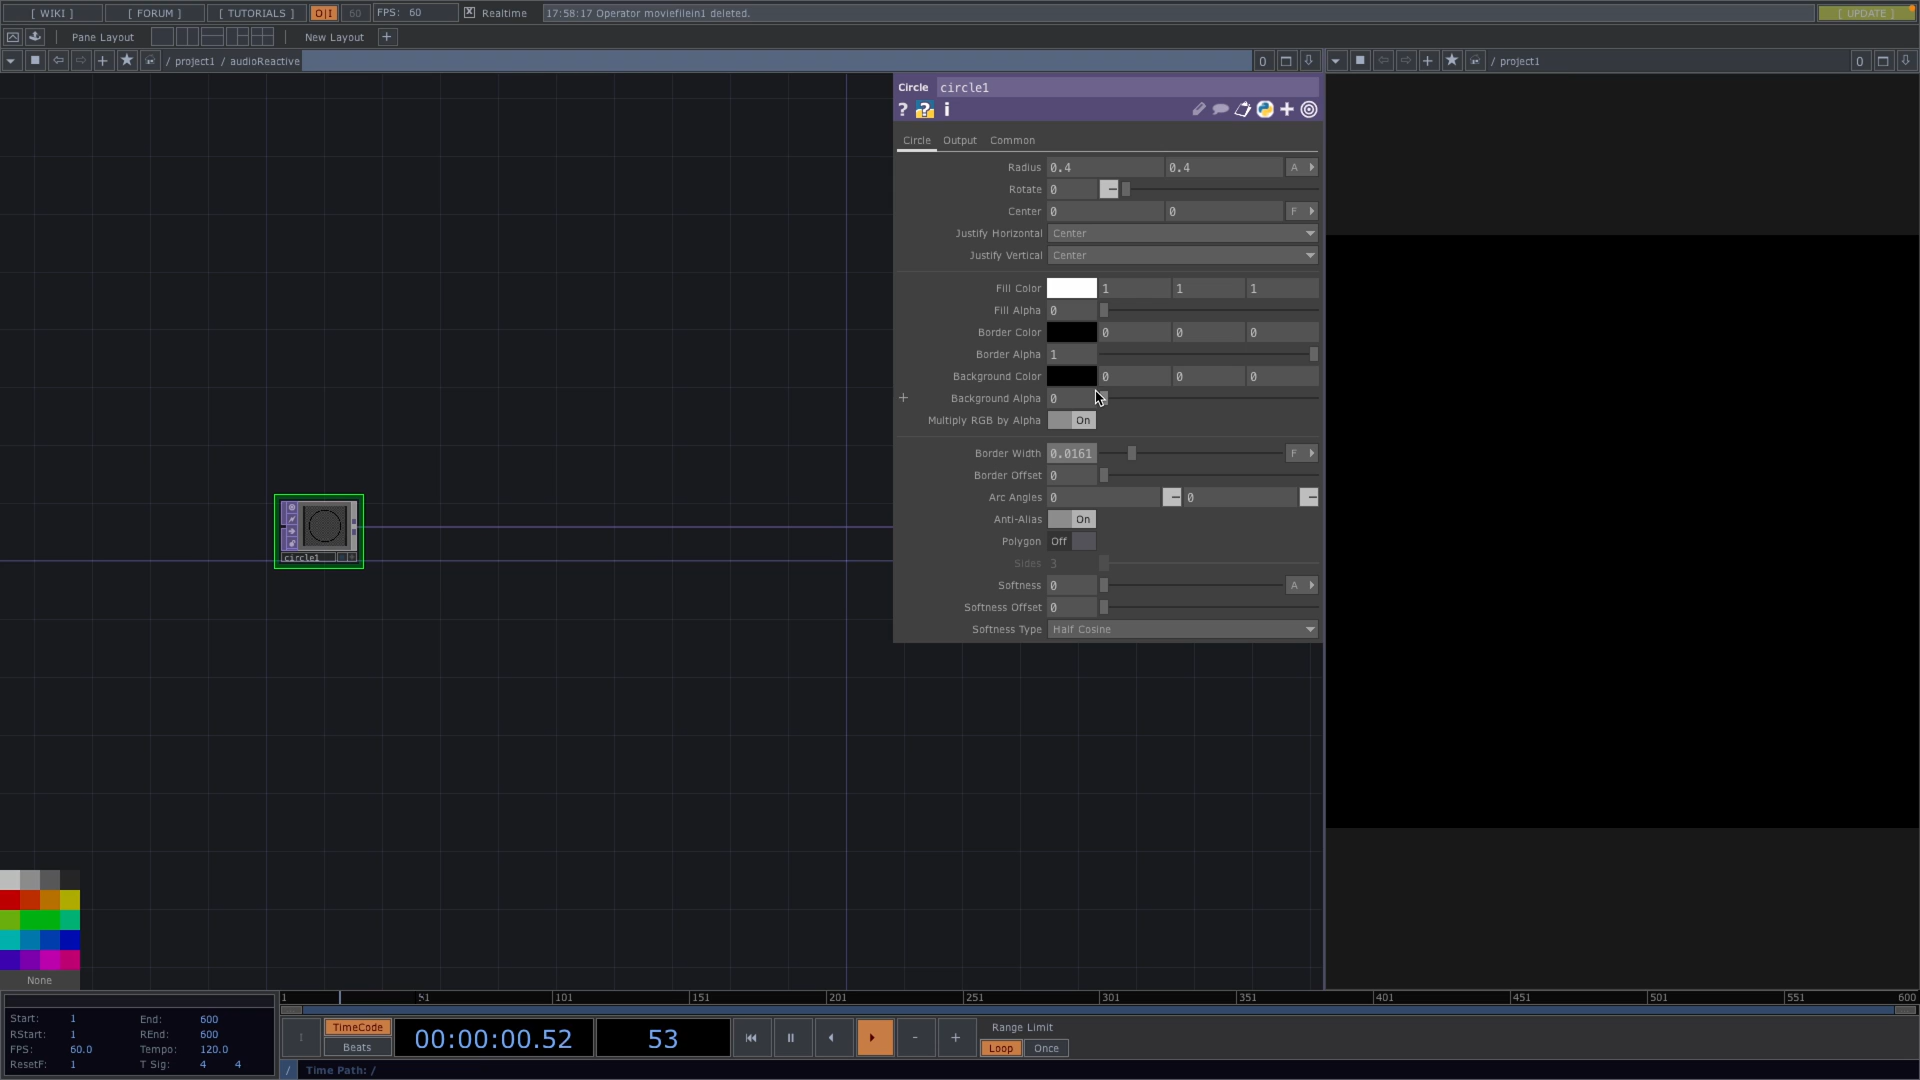 [ WIKI ] [ FORUM ] [ TUTORIALS ] O|I 60 FPS: 60 Realtime 17:58:17 Operator moviefilein1 deleted. [ UPDATE ]
Pane Layout New Layout +
/ project1 / audioReactive 0 / project1 0
Circle circle1
? ? i
Circle Output Common
Radius 0.4 0.4 A
Rotate 0
Center 0 0 F
Justify Horizontal Center
Justify Vertical Center
Fill Color 1 1 1
Fill Alpha 0
Border Color 0 0 0
Border Alpha 1
Background Color 0 0 0
+ Background Alpha 0
Multiply RGB by Alpha On
Border Width 0.0161 F
Border Offset 0
Arc Angles 0 0
Anti-Alias On
Polygon Off
Sides 3
Softness 0 A
Softness Offset 0
Softness Type Half Cosine
circle1
None
1 51 101 151 201 251 301 351 401 451 501 551 600
Start: 1 End: 600
RStart: 1 REnd: 600
FPS: 60.0 Tempo: 120.0
ResetF: 1 T Sig: 4 4
1 TimeCode Beats 00:00:00.52 53 - + Range Limit
Loop Once
/ Time Path: /